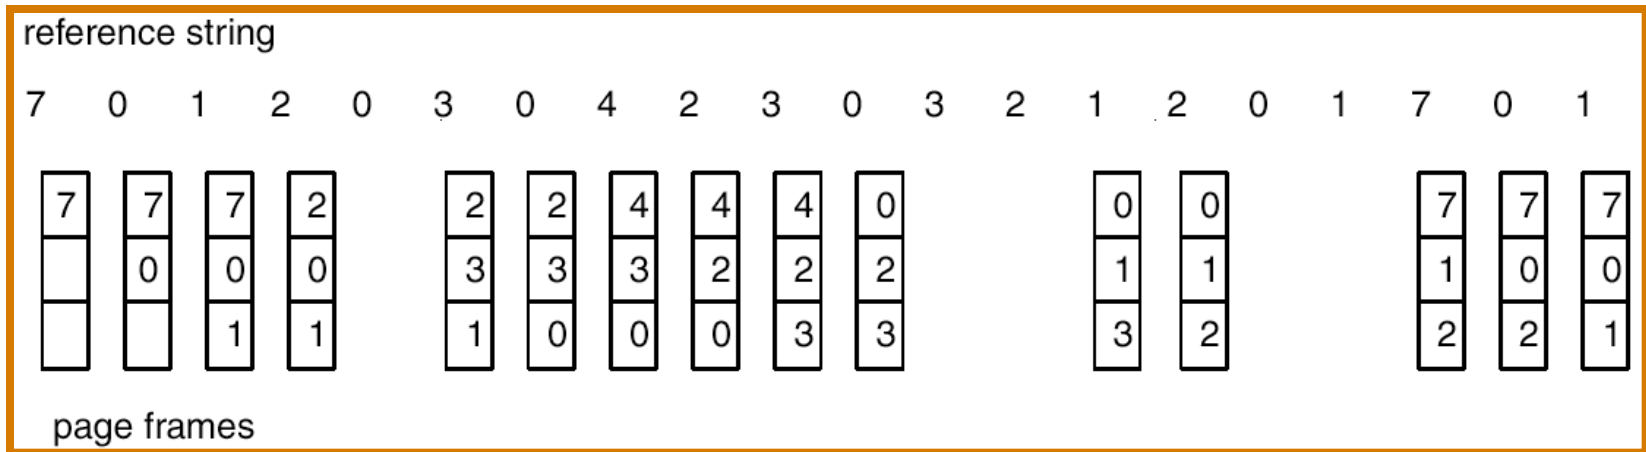 reference string
7 0 1 2 0 3 0 4 2 3 0 3 2 1 2 0 1 7 0 1
7 7 7 2 2 2 4 4 4 0 0 0 7 7 7
0 0 0 3 3 3 2 2 2 1 1 1 0 0
1 1 1 0 0 0 3 3 3 2 2 2 1
page frames